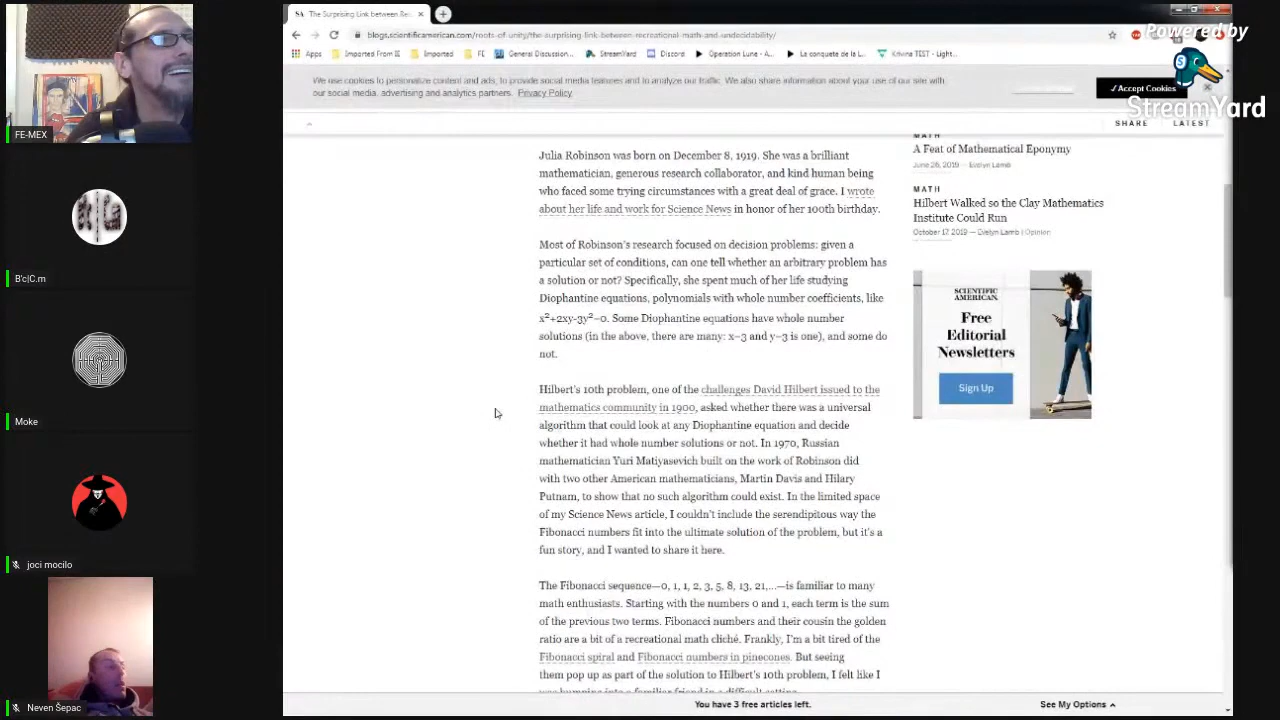 FE-MEX
B'c|C.m
Moke
joci mocilo
Neven Šepac
SA The Surprising Link between Rec
blogs.scientificamerican.com/roots-of-unity/the-surprising-link-between-recreational-math-and-undecidability/
Apps Imported From IE Imported FE General Discussion... StreamYard Discord Operation Lune - A... La conquete de la L... Krivina TEST - Light...
Powered by
StreamYard
We use cookies to personalize content and ads, to provide social media features and to analyze our traffic. We also share information about your use of our site with
our social media, advertising and analytics partners. Privacy Policy
✓Accept Cookies
SHARE LATEST
Julia Robinson was born on December 8, 1919. She was a brilliant
mathematician, generous research collaborator, and kind human being
who faced some trying circumstances with a great deal of grace. I wrote
about her life and work for Science News in honor of her 100th birthday.
Most of Robinson's research focused on decision problems: given a
particular set of conditions, can one tell whether an arbitrary problem has
a solution or not? Specifically, she spent much of her life studying
Diophantine equations, polynomials with whole number coefficients, like
x²+2xy-3y²=0. Some Diophantine equations have whole number
solutions (in the above, there are many: x=3 and y=3 is one), and some do
not.
Hilbert's 10th problem, one of the challenges David Hilbert issued to the
mathematics community in 1900, asked whether there was a universal
algorithm that could look at any Diophantine equation and decide
whether it had whole number solutions or not. In 1970, Russian
mathematician Yuri Matiyasevich built on the work of Robinson did
with two other American mathematicians, Martin Davis and Hilary
Putnam, to show that no such algorithm could exist. In the limited space
of my Science News article, I couldn't include the serendipitous way the
Fibonacci numbers fit into the ultimate solution of the problem, but it's a
fun story, and I wanted to share it here.
The Fibonacci sequence—0, 1, 1, 2, 3, 5, 8, 13, 21,...—is familiar to many
math enthusiasts. Starting with the numbers 0 and 1, each term is the sum
of the previous two terms. Fibonacci numbers and their cousin the golden
ratio are a bit of a recreational math cliché. Frankly, I'm a bit tired of the
Fibonacci spiral and Fibonacci numbers in pinecones. But seeing
them pop up as part of the solution to Hilbert's 10th problem, I felt like I
was bumping into a familiar friend in a difficult setting.
MATH
A Feat of Mathematical Eponymy
June 26, 2019 — Evelyn Lamb
MATH
Hilbert Walked so the Clay Mathematics
Institute Could Run
October 17, 2019 — Evelyn Lamb | Opinion
SCIENTIFIC
AMERICAN
Free
Editorial
Newsletters
Sign Up
You have 3 free articles left.
See My Options